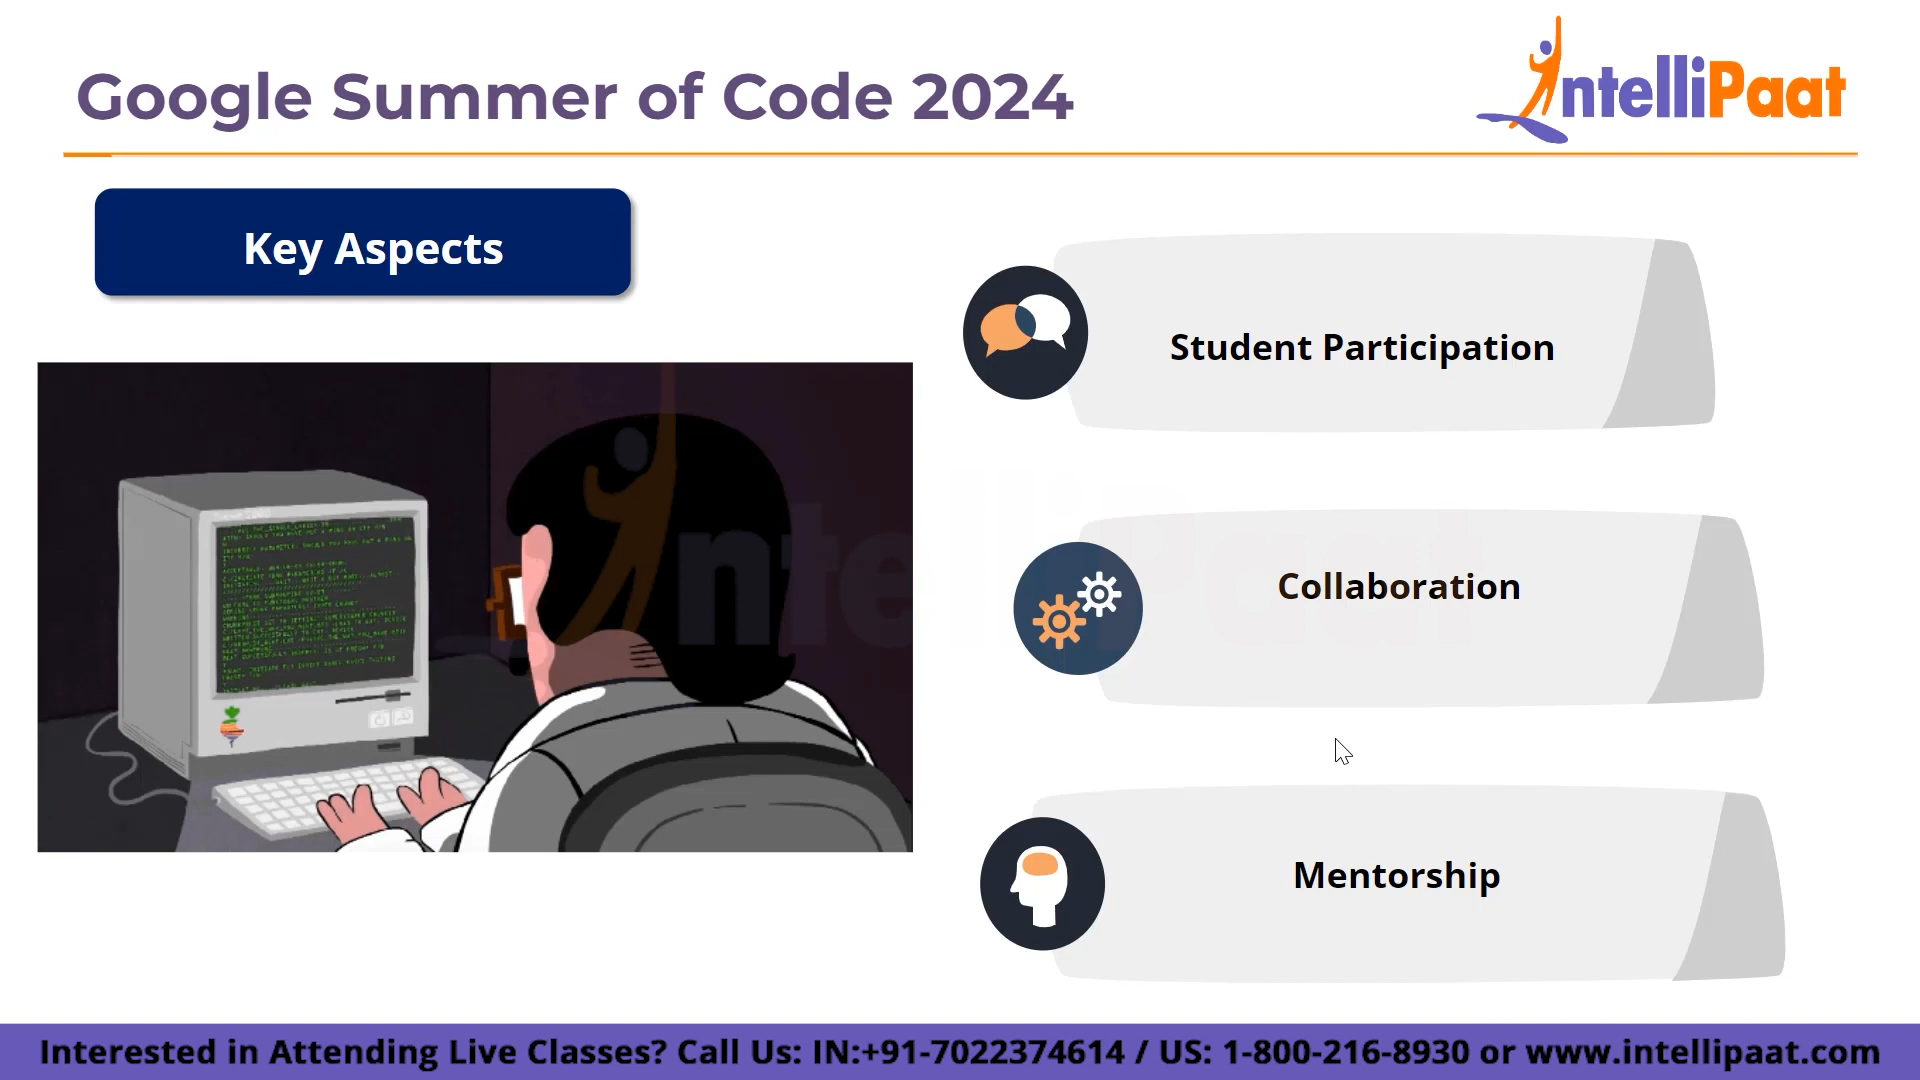 Google Summer of Code 2024
IntelliPaat
Key Aspects
Student Participation
Collaboration
Mentorship
Interested in Attending Live Classes? Call Us: IN:+91-7022374614 / US: 1-800-216-8930 or www.intellipaat.com